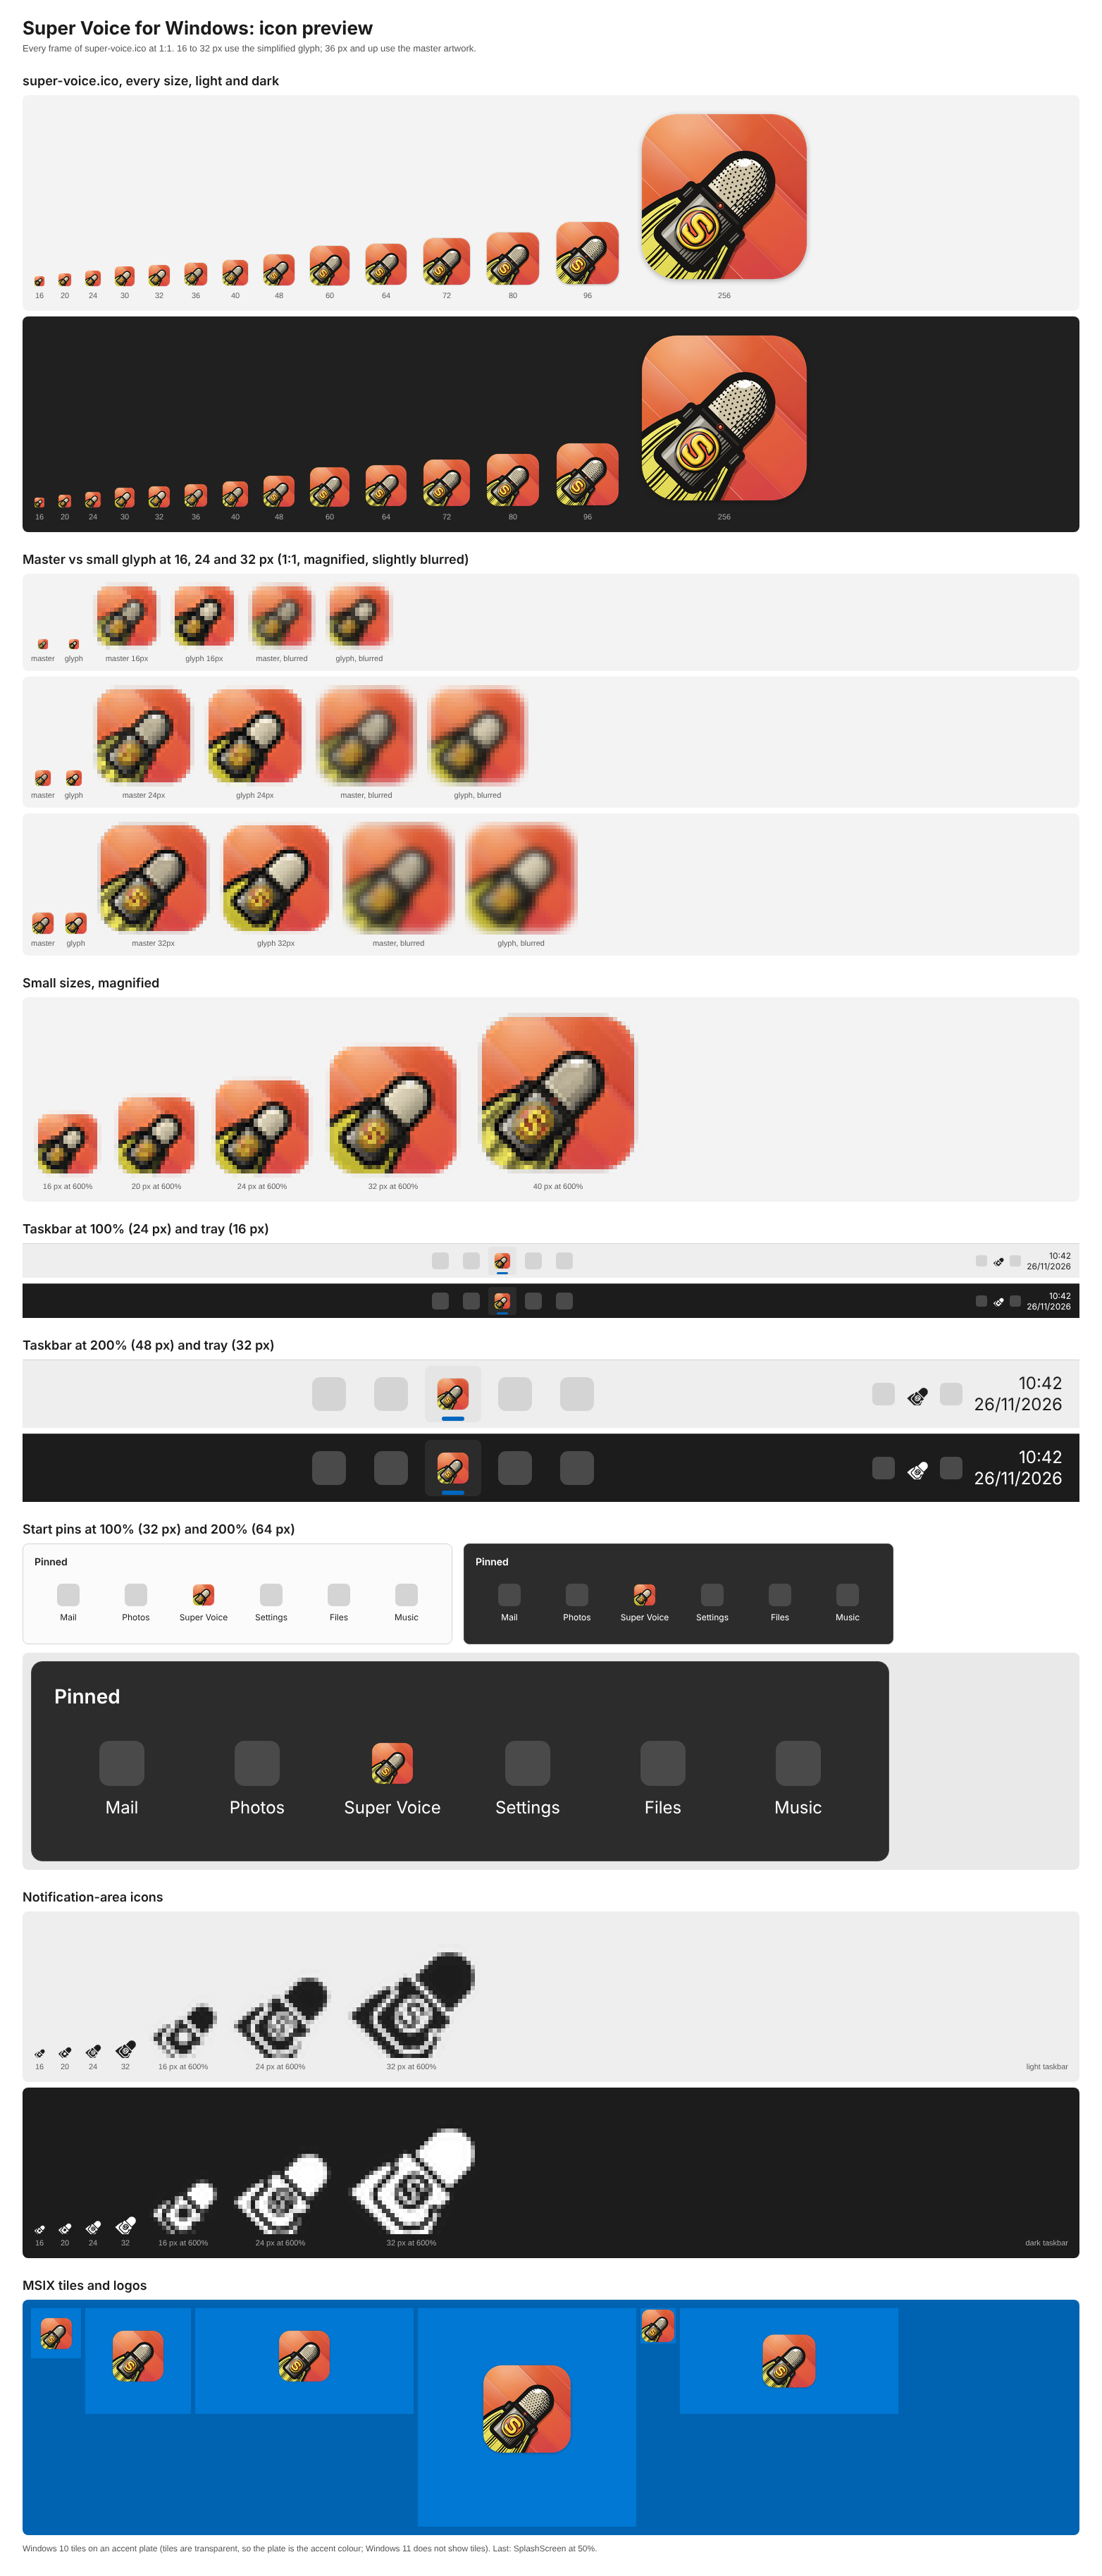 Super Voice for Windows: icon preview
Every frame of super-voice.ico at 1:1. 16 to 32 px use the simplified glyph; 36 px and up use the master artwork.
super-voice.ico, every size, light and dark
S
16 20 24 30 32 36 40 48 60 64 72 80 96 256
S
16 20 24 30 32 36 40 48 60 64 72 80 96 256
Master vs small glyph at 16, 24 and 32 px (1:1, magnified, slightly blurred)
master glyph master 16px glyph 16px master, blurred glyph, blurred
master glyph master 24px glyph 24px master, blurred glyph, blurred
master glyph master 32px glyph 32px master, blurred glyph, blurred
Small sizes, magnified
16 px at 600% 20 px at 600% 24 px at 600% 32 px at 600% 40 px at 600%
Taskbar at 100% (24 px) and tray (16 px)
10:42
26/11/2026
10:42
26/11/2026
Taskbar at 200% (48 px) and tray (32 px)
10:42
26/11/2026
10:42
26/11/2026
Start pins at 100% (32 px) and 200% (64 px)
Pinned
Mail Photos Super Voice Settings Files Music
Pinned
Mail Photos Super Voice Settings Files Music
Pinned
Mail Photos Super Voice Settings Files Music
Notification-area icons
16 20 24 32 16 px at 600% 24 px at 600% 32 px at 600% light taskbar
16 20 24 32 16 px at 600% 24 px at 600% 32 px at 600% dark taskbar
MSIX tiles and logos
S
Windows 10 tiles on an accent plate (tiles are transparent, so the plate is the accent colour; Windows 11 does not show tiles). Last: SplashScreen at 50%.